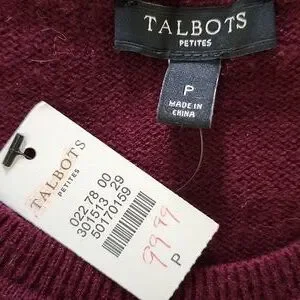 TALBOTS
PETITES
P
MADE IN
CHINA
TALBOTS
PETITES
022 78 00
301513 29
50170159
99 99
P